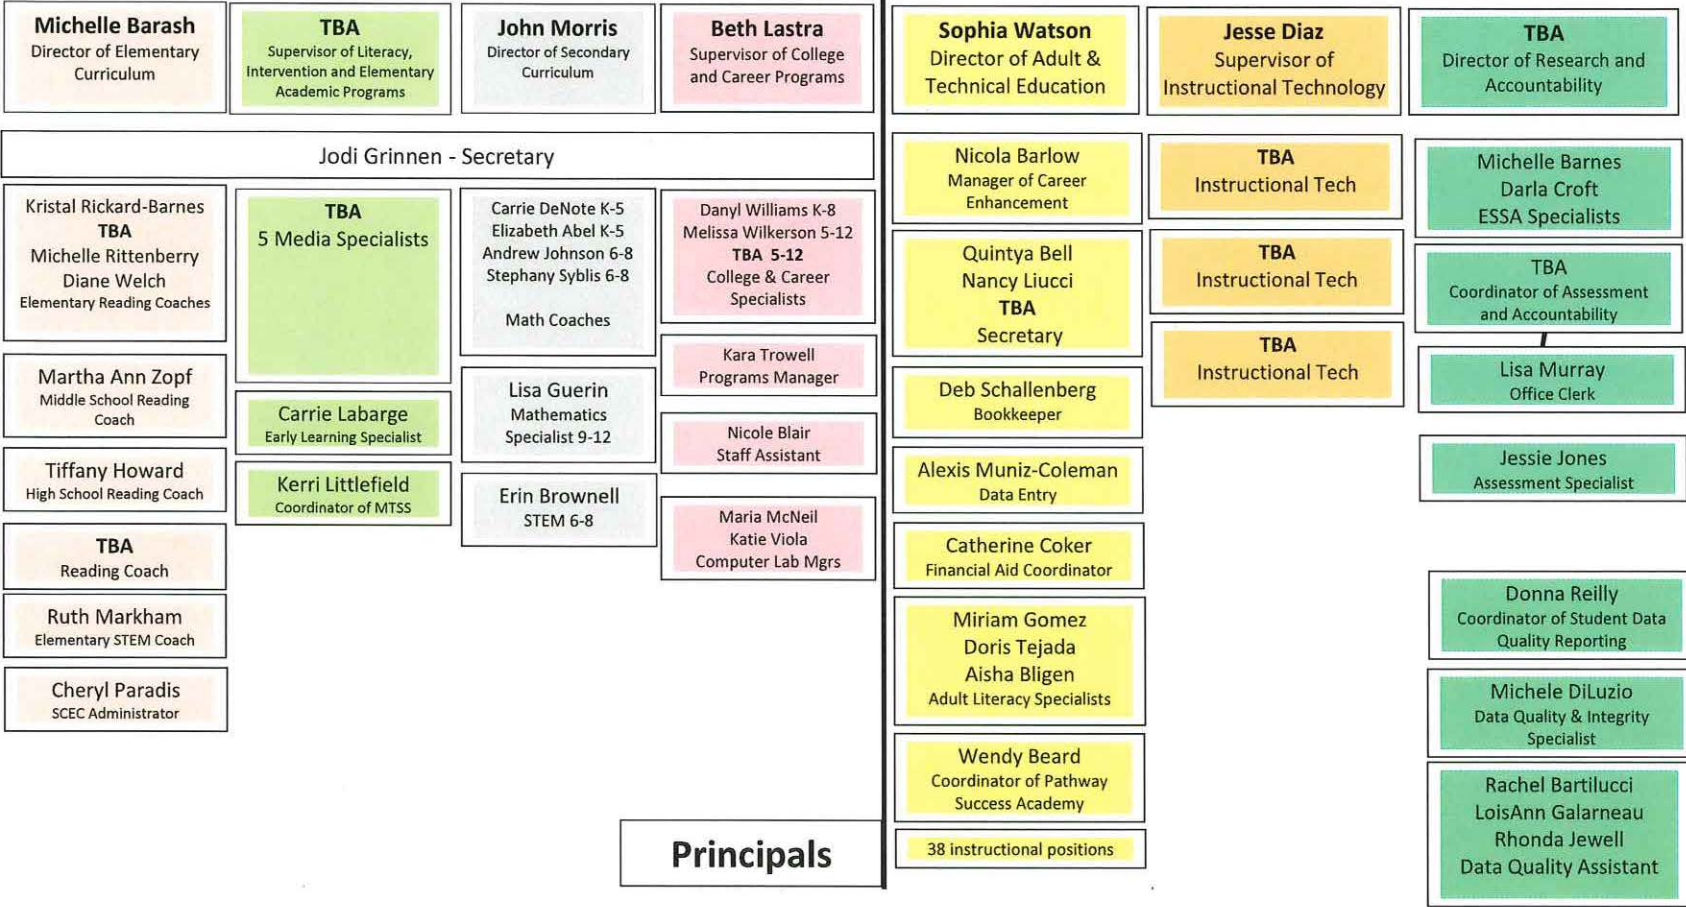 Michelle Barash
Director of Elementary
Curriculum
TBA
Supervisor of Literacy,
Intervention and Elementary
Academic Programs
John Morris
Director of Secondary
Curriculum
Beth Lastra
Supervisor of College
and Career Programs
Sophia Watson
Director of Adult &
Technical Education
Jesse Diaz
Supervisor of
Instructional Technology
TBA
Director of Research and
Accountability
Jodi Grinnen - Secretary
Kristal Rickard-Barnes
TBA
Michelle Rittenberry
Diane Welch
Elementary Reading Coaches
Martha Ann Zopf
Middle School Reading
Coach
Tiffany Howard
High School Reading Coach
TBA
Reading Coach
Ruth Markham
Elementary STEM Coach
Cheryl Paradis
SCEC Administrator
TBA
5 Media Specialists
Carrie Labarge
Early Learning Specialist
Kerri Littlefield
Coordinator of MTSS
Carrie DeNote K-5
Elizabeth Abel K-5
Andrew Johnson 6-8
Stephany Syblis 6-8
Math Coaches
Lisa Guerin
Mathematics
Specialist 9-12
Erin Brownell
STEM 6-8
Danyl Williams K-8
Melissa Wilkerson 5-12
TBA 5-12
College & Career
Specialists
Kara Trowell
Programs Manager
Nicole Blair
Staff Assistant
Maria McNeil
Katie Viola
Computer Lab Mgrs
Principals
Nicola Barlow
Manager of Career
Enhancement
Quintya Bell
Nancy Liucci
TBA
Secretary
Deb Schallenberg
Bookkeeper
Alexis Muniz-Coleman
Data Entry
Catherine Coker
Financial Aid Coordinator
Miriam Gomez
Doris Tejada
Aisha Bligen
Adult Literacy Specialists
Wendy Beard
Coordinator of Pathway
Success Academy
38 instructional positions
TBA
Instructional Tech
TBA
Instructional Tech
TBA
Instructional Tech
Michelle Barnes
Darla Croft
ESSA Specialists
TBA
Coordinator of Assessment
and Accountability
Lisa Murray
Office Clerk
Jessie Jones
Assessment Specialist
Donna Reilly
Coordinator of Student Data
Quality Reporting
Michele DiLuzio
Data Quality & Integrity
Specialist
Rachel Bartilucci
LoisAnn Galarneau
Rhonda Jewell
Data Quality Assistant